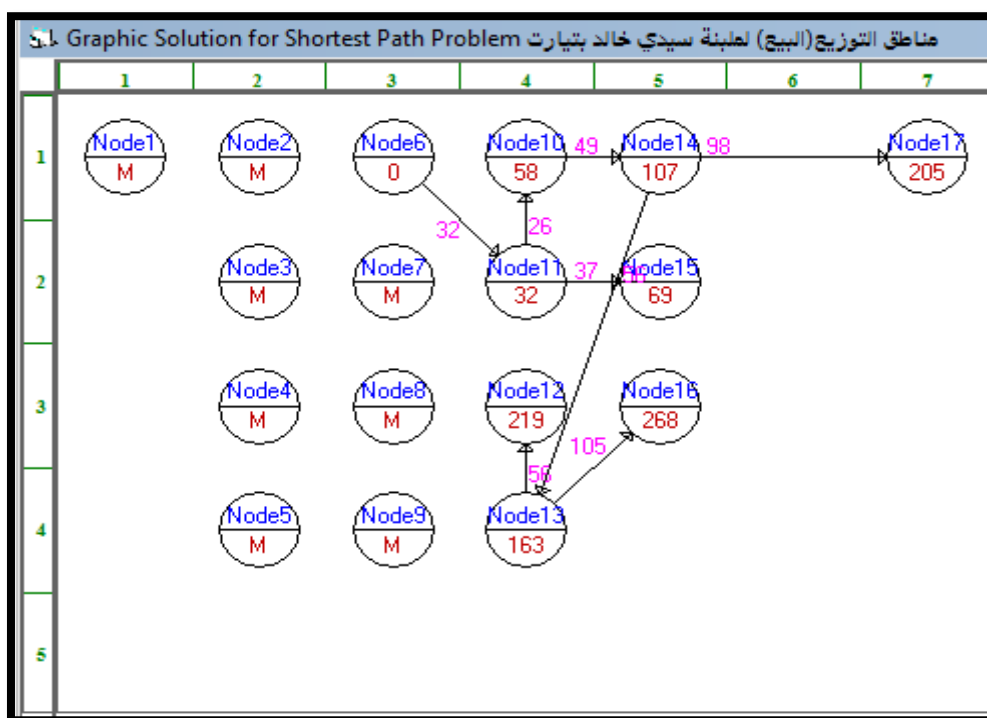 Graphic Solution for Shortest Path Problem مناطق التوزيع(البيع) لملبنة سيدي خالد بتيارت
1 2 3 4 5 6 7
1 Node1 Node2 Node6 Node10 49 Node14 98 Node17
M M 0 58 107 205
32 26
2 Node3 Node7 Node11 37 Node15
M M 32 69
3 Node4 Node8 Node12 Node16
M M 219 268
105
56
4 Node5 Node9 Node13
M M 163
5